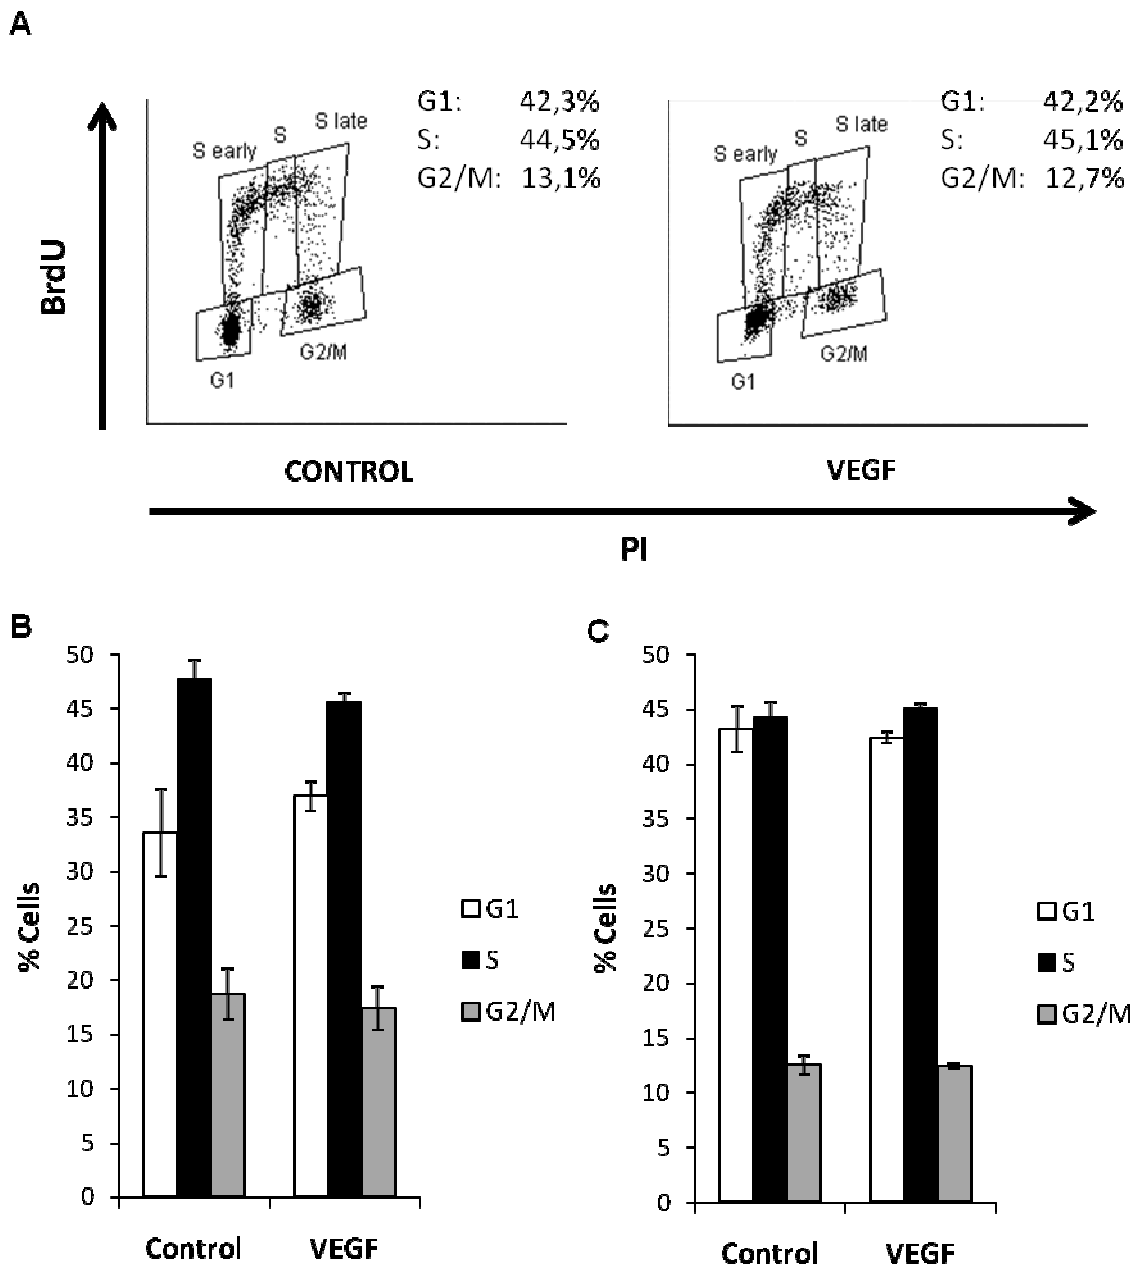 A
G1: 42,3%
S: 44,5%
G2/M: 13,1%
S early
S
S late
G1
G2/M
G1: 42,2%
S: 45,1%
G2/M: 12,7%
S early
S
S late
G1
G2/M
BrdU
CONTROL
VEGF
PI
B
50
45
40
35
30
25
20
15
10
5
0
% Cells
Control
VEGF
G1
S
G2/M
C
50
45
40
35
30
25
20
15
10
5
0
% Cells
Control
VEGF
G1
S
G2/M